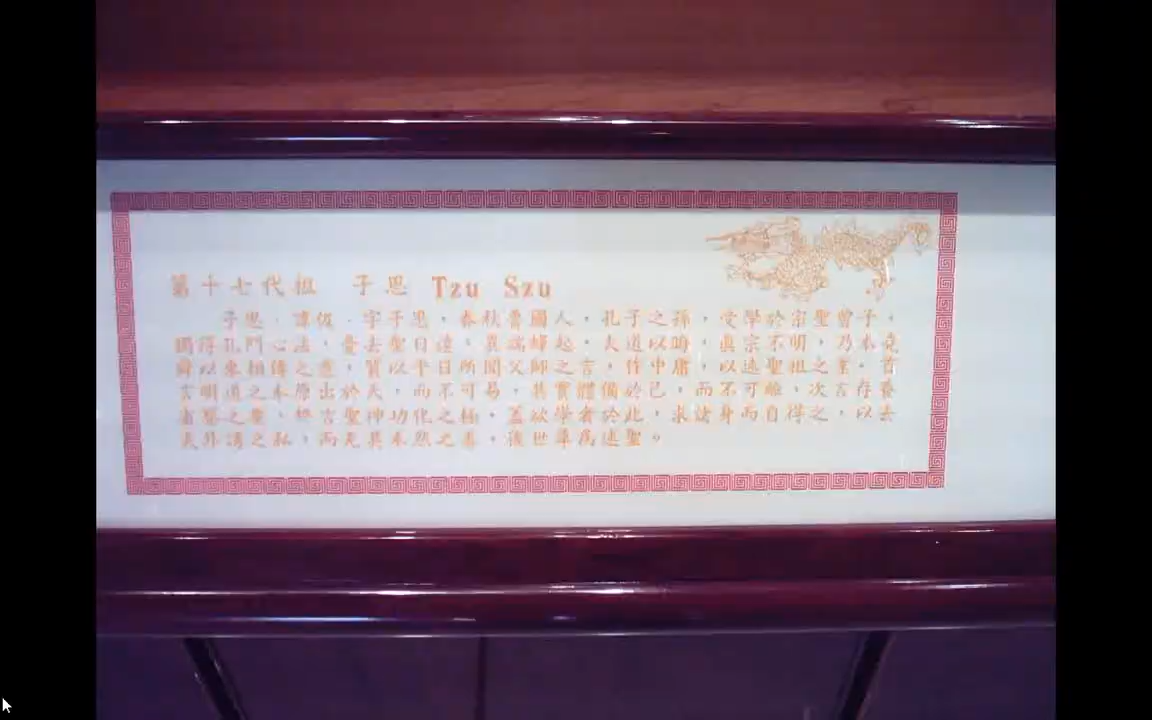 第十七代祖 子思 Tzu Szu
子思，諱伋，字子思，春秋魯國人，孔子之孫，受學於宗聖曾子，
獨得孔門心法，去聖日遠，異端蜂起，大道以晦，真宗不明，乃本堯
舜以來相傳之意，質以平日所聞父師之言，作中庸，以述聖祖之業，首
言明道之本原出於天，而不可易，其實體備於己，而不可離，次言存養
省察之要，終言聖神功化之極，蓋欲學者於此，求諸身而自得之，以去
夫外誘之私，而充其本然之善，後世尊為述聖。